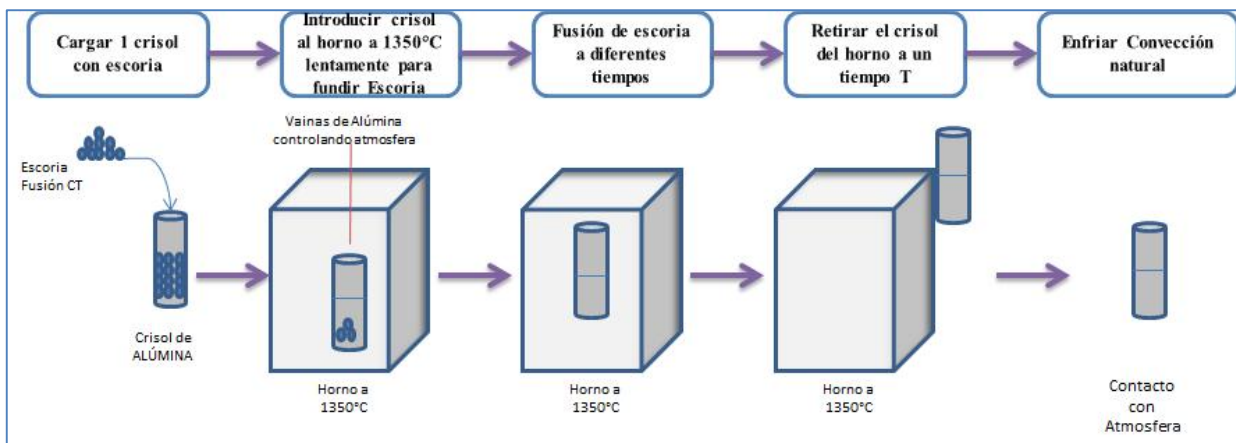 Cargar 1 crisol
con escoria
Introducir crisol
al horno a 1350°C
lentamente para
fundir Escoria
Fusión de escoria
a diferentes
tiempos
Retirar el crisol
del horno a un
tiempo T
Enfriar Convección
natural
Vainas de Alúmina
controlando atmosfera
Escoria
Fusión CT
Crisol de
ALÚMINA
Horno a
1350°C
Horno a
1350°C
Horno a
1350°C
Contacto
con
Atmosfera